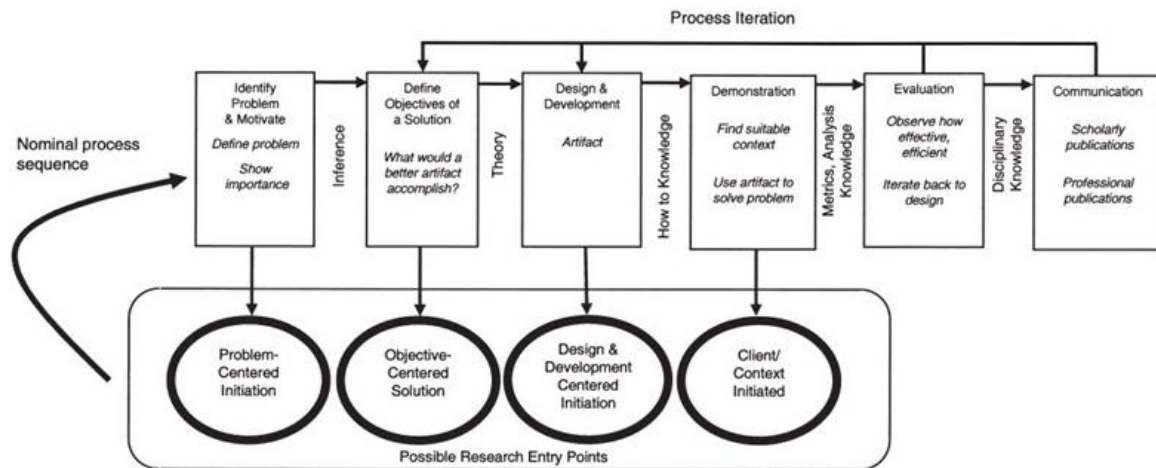 Process Iteration
Nominal process
sequence
Identify
Problem
& Motivate
Define problem
Show
importance
Inference
Define
Objectives of
a Solution
What would a
better artifact
accomplish?
Theory
Design &
Development
Artifact
How to Knowledge
Demonstration
Find suitable
context
Use artifact to
solve problem
Metrics, Analysis
Knowledge
Evaluation
Observe how
effective,
efficient
Iterate back to
design
Disciplinary
Knowledge
Communication
Scholarly
publications
Professional
publications
Problem-
Centered
Initiation
Objective-
Centered
Solution
Design &
Development
Centered
Initiation
Client/
Context
Initiated
Possible Research Entry Points